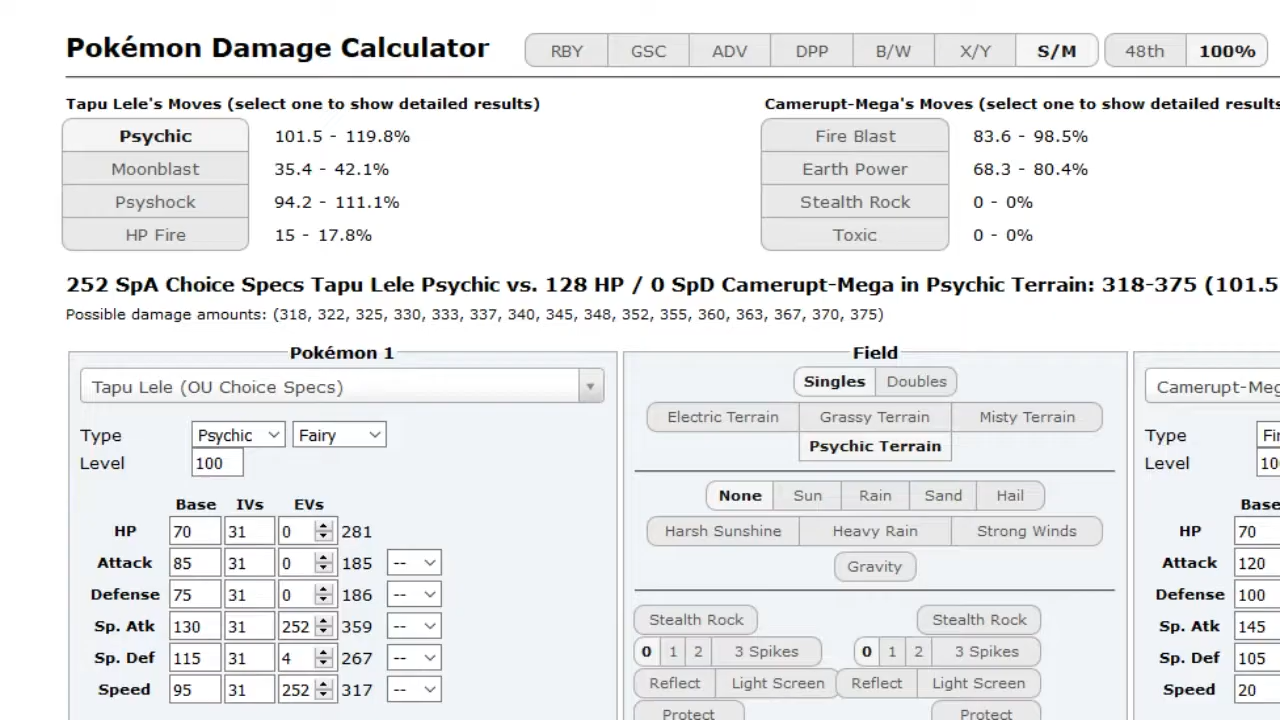 Pokémon Damage Calculator RBY GSC ADV DPP B/W X/Y S/M 48th 100%
Tapu Lele's Moves (select one to show detailed results) Camerupt-Mega's Moves (select one to show detailed results
Psychic 101.5 - 119.8% Fire Blast 83.6 - 98.5%
Moonblast 35.4 - 42.1% Earth Power 68.3 - 80.4%
Psyshock 94.2 - 111.1% Stealth Rock 0 - 0%
HP Fire 15 - 17.8% Toxic 0 - 0%
252 SpA Choice Specs Tapu Lele Psychic vs. 128 HP / 0 SpD Camerupt-Mega in Psychic Terrain: 318-375 (101.5
Possible damage amounts: (318, 322, 325, 330, 333, 337, 340, 345, 348, 352, 355, 360, 363, 367, 370, 375)
Pokémon 1 Field
Tapu Lele (OU Choice Specs) Singles Doubles Camerupt-Meg
Electric Terrain Grassy Terrain Misty Terrain
Type Psychic Fairy Psychic Terrain Type Fir
Level 100 Level 10
Base IVs EVs None Sun Rain Sand Hail Base
HP 70 31 0 281 Harsh Sunshine Heavy Rain Strong Winds HP 70
Attack 85 31 0 185 -- Gravity Attack 120
Defense 75 31 0 186 -- Defense 100
Sp. Atk 130 31 252 359 -- Stealth Rock Stealth Rock Sp. Atk 145
Sp. Def 115 31 4 267 -- 0 1 2 3 Spikes 0 1 2 3 Spikes Sp. Def 105
Speed 95 31 252 317 -- Reflect Light Screen Reflect Light Screen Speed 20
Protect Protect